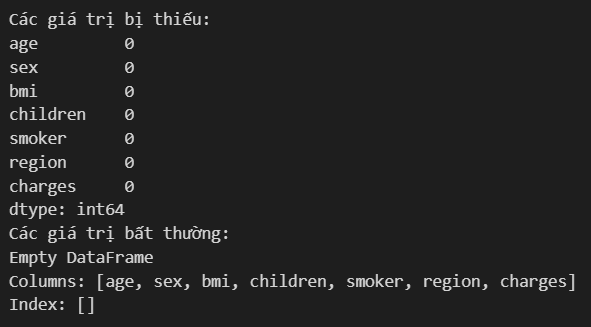 Các giá trị bị thiếu:
age 0
sex 0
bmi 0
children 0
smoker 0
region 0
charges 0
dtype: int64
Các giá trị bất thường:
Empty DataFrame
Columns: [age, sex, bmi, children, smoker, region, charges]
Index: []